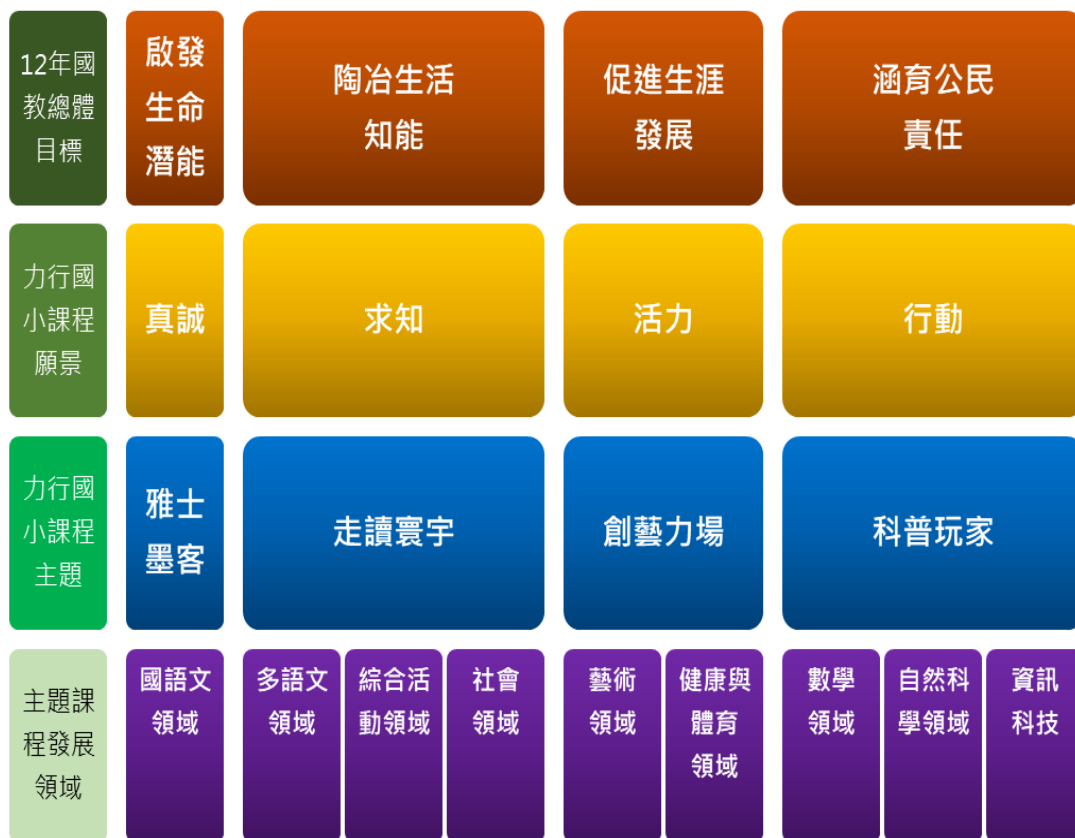 12年國
教總體
目標
啟發
生命
潛能
陶冶生活
知能
促進生涯
發展
涵育公民
責任
力行國
小課程
願景
真誠
求知
活力
行動
力行國
小課程
主題
雅士
墨客
走讀寰宇
創藝力場
科普玩家
主題課
程發展
領域
國語文
領域
多語文
領域
綜合活
動領域
社會
領域
藝術
領域
健康與
體育
領域
數學
領域
自然科
學領域
資訊
科技